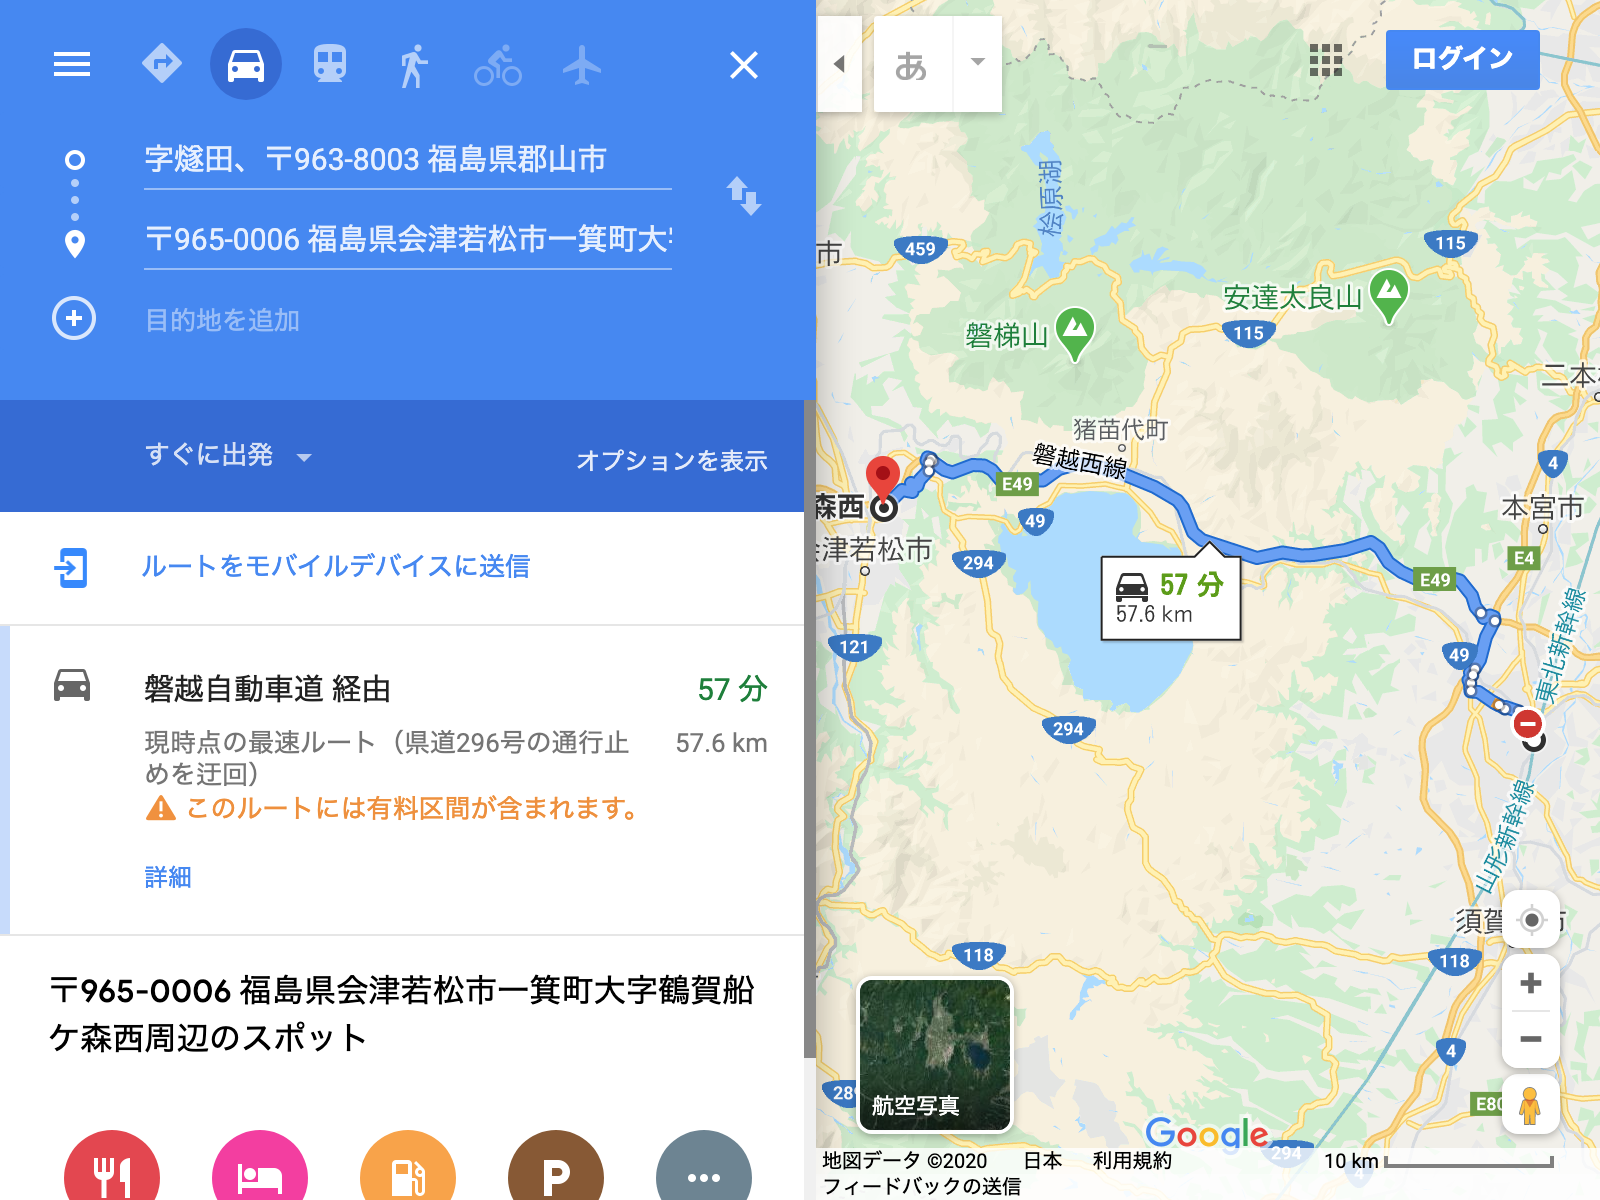 字燧田、〒963-8003 福島県郡山市
〒965-0006 福島県会津若松市一箕町大
目的地を追加
すぐに出発
オプションを表示
ルートをモバイルデバイスに送信
磐越自動車道 経由
57 分
現時点の最速ルート（県道296号の通行止
めを迂回）
57.6 km
このルートには有料区間が含まれます。
詳細
〒965-0006 福島県会津若松市一箕町大字鶴賀船
ケ森西周辺のスポット
P
あ
ログイン
桧原湖
市
459
115
安達太良山
磐梯山
115
二本
猪苗代町
磐越西線
4
E49
森西
49
本宮市
津若松市
294
E4
57 分
57.6 km
E49
東北新幹線
121
49
294
山形新幹線
須賀
市
118
118
4
航空写真
E80
Google
294
地図データ ©2020
日本
利用規約
10 km
フィードバックの送信